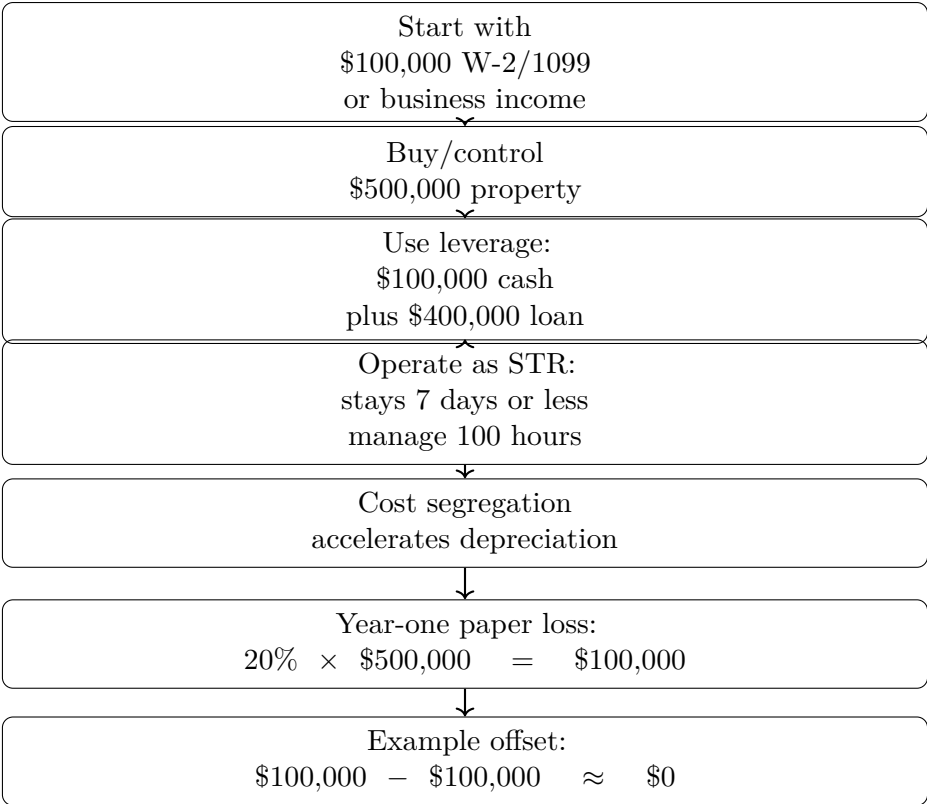 Start with
$100,000 W-2/1099
or business income
Buy/control
$500,000 property
Use leverage:
$100,000 cash
plus $400,000 loan
Operate as STR:
stays 7 days or less
manage 100 hours
Cost segregation
accelerates depreciation
Year-one paper loss:
20% × $500,000 = $100,000
Example offset:
$100,000 − $100,000 ≈ $0